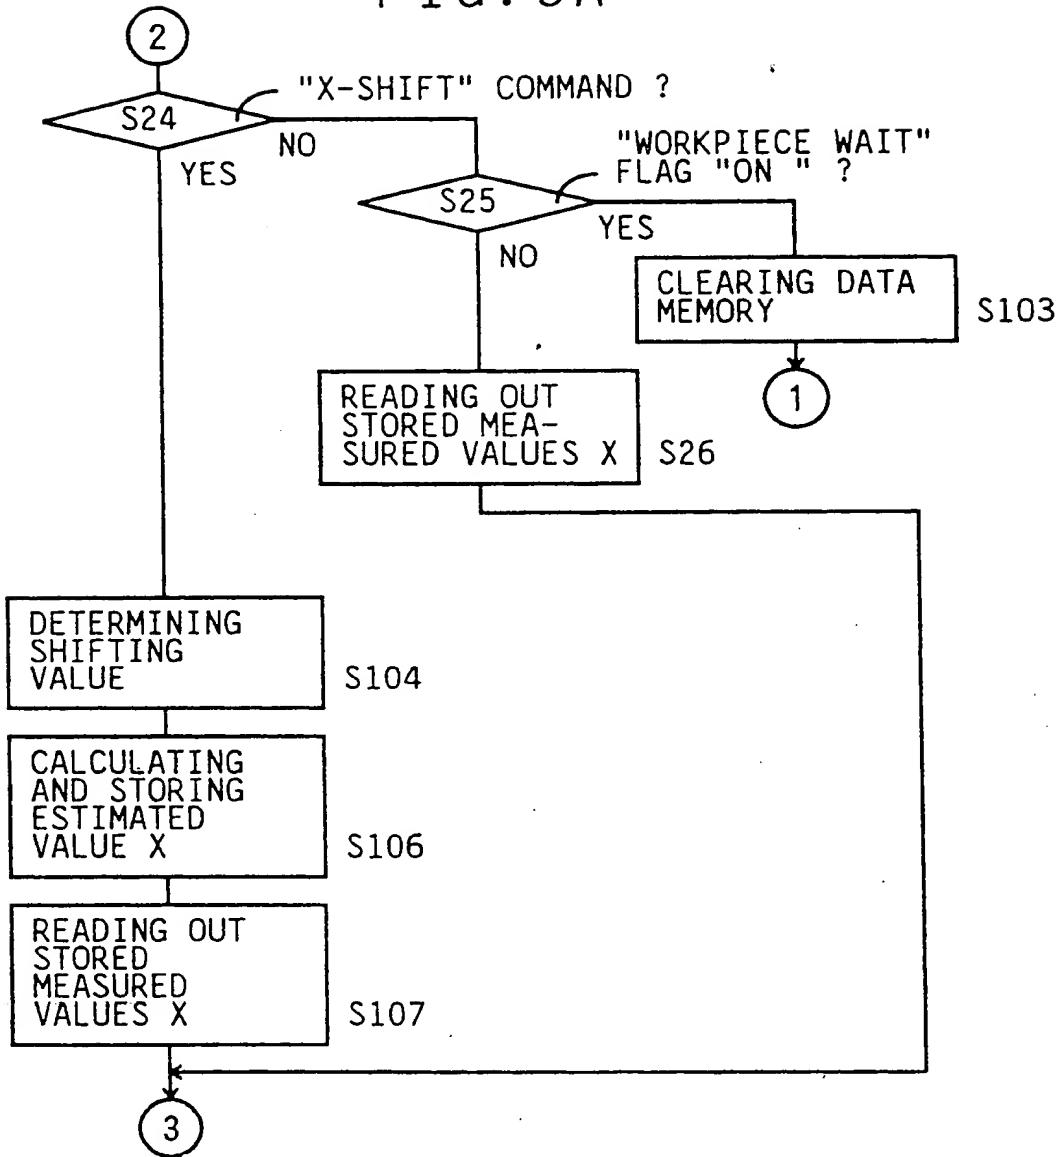 2
"X-SHIFT" COMMAND ?
S24
NO
YES
"WORKPIECE WAIT"
FLAG "ON " ?
S25
YES
NO
CLEARING DATA
MEMORY
S103
1
READING OUT
STORED MEA-
SURED VALUES X
S26
DETERMINING
SHIFTING
VALUE
S104
CALCULATING
AND STORING
ESTIMATED
VALUE X
S106
READING OUT
STORED
MEASURED
VALUES X
S107
3